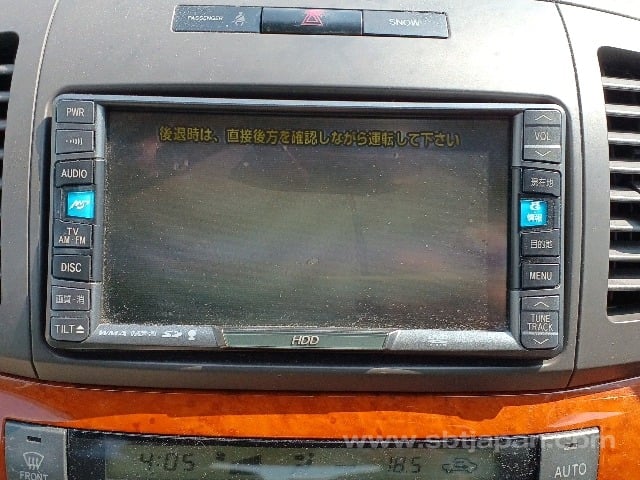 PASSENGER
SNOW
PWR
VOL
AUDIO
現在地
情報
TV
AM·FM
目的地
DISC
MENU
画質·消
TUNE
TRACK
TILT
後退時は、直接後方を確認しながら運転して下さい
WMA MP3
HDD
www.sbtjapan.com
FRONT
4:05
18.5
AUTO